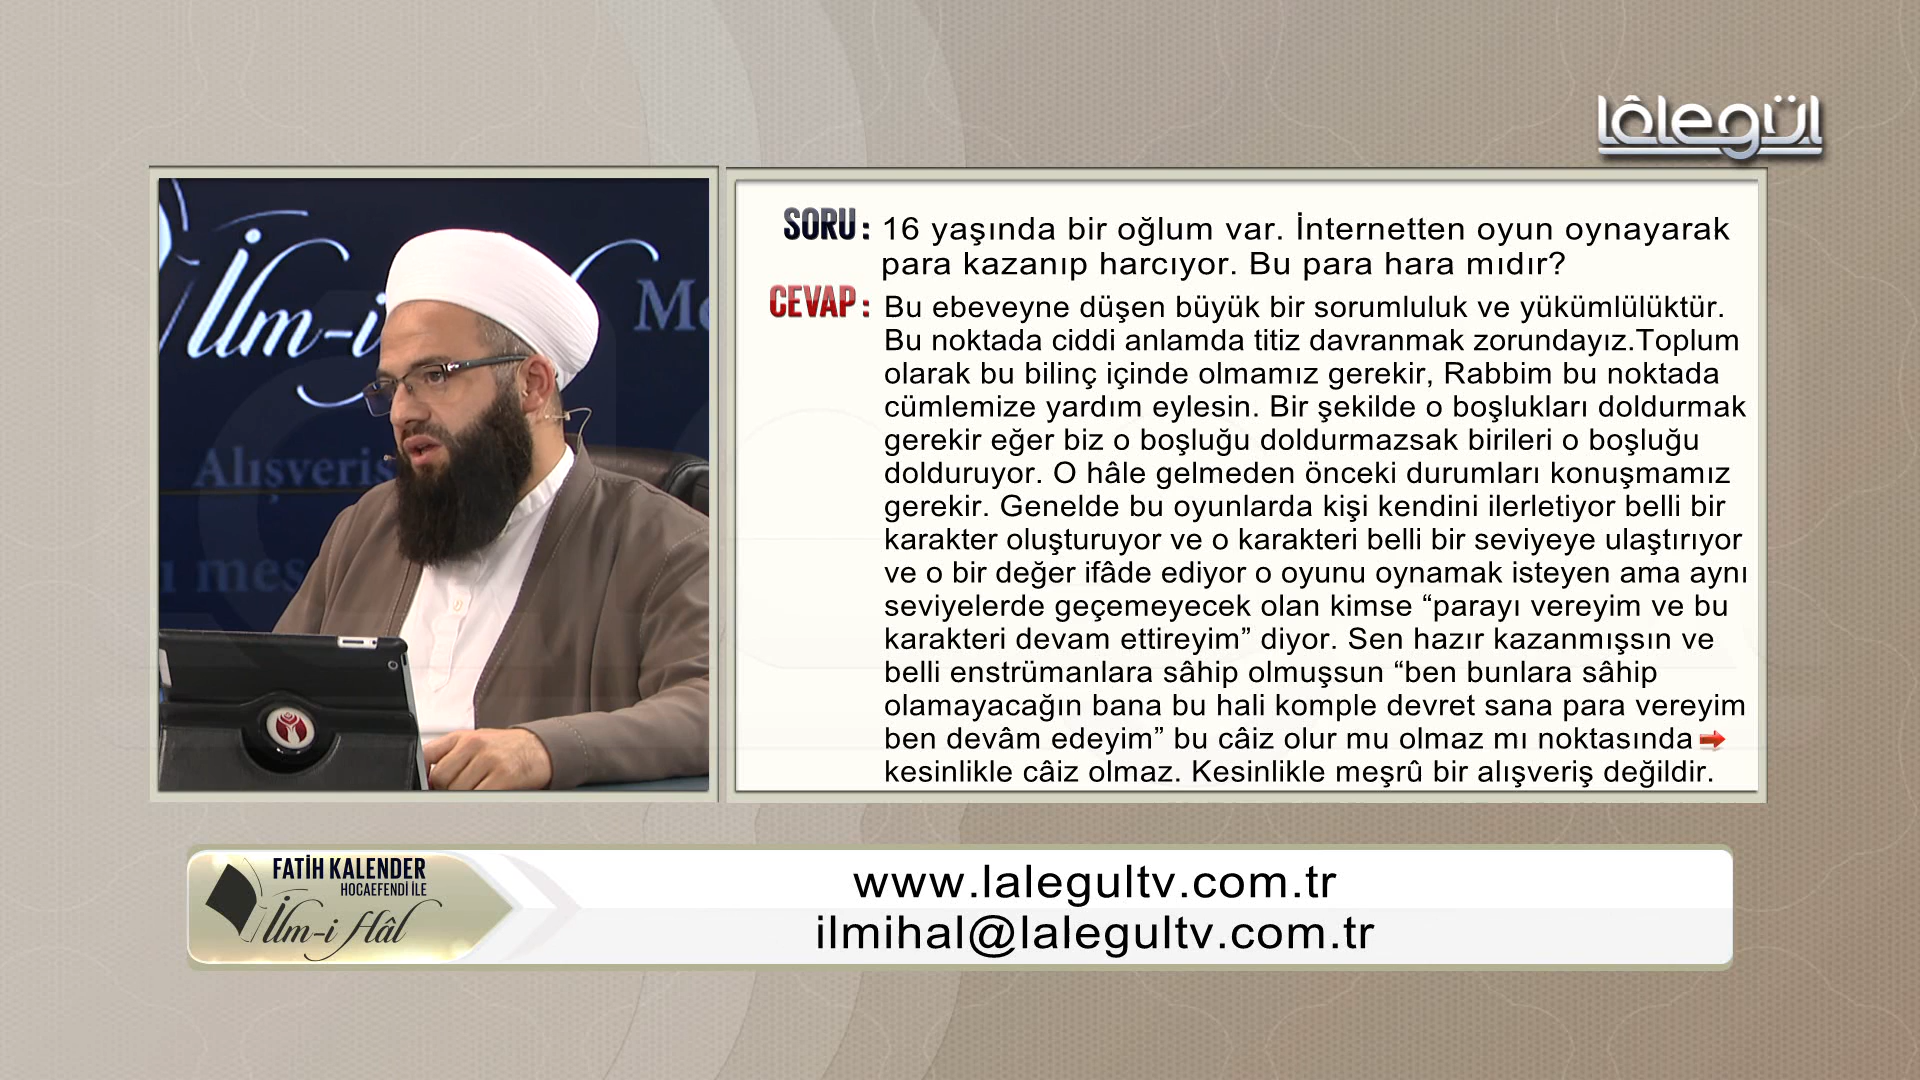 lâlegül
İlm-i
Me
Alışveriş
ı mes
SORU : 16 yaşında bir oğlum var. İnternetten oyun oynayarak
para kazanıp harcıyor. Bu para hara mıdır?
CEVAP : Bu ebeveyne düşen büyük bir sorumluluk ve yükümlülüktür.
Bu noktada ciddi anlamda titiz davranmak zorundayız.Toplum
olarak bu bilinç içinde olmamız gerekir, Rabbim bu noktada
cümlemize yardım eylesin. Bir şekilde o boşlukları doldurmak
gerekir eğer biz o boşluğu doldurmazsak birileri o boşluğu
dolduruyor. O hâle gelmeden önceki durumları konuşmamız
gerekir. Genelde bu oyunlarda kişi kendini ilerletiyor belli bir
karakter oluşturuyor ve o karakteri belli bir seviyeye ulaştırıyor
ve o bir değer ifâde ediyor o oyunu oynamak isteyen ama aynı
seviyelerde geçemeyecek olan kimse “parayı vereyim ve bu
karakteri devam ettireyim” diyor. Sen hazır kazanmışsın ve
belli enstrümanlara sâhip olmuşsun “ben bunlara sâhip
olamayacağın bana bu hali komple devret sana para vereyim
ben devâm edeyim” bu câiz olur mu olmaz mı noktasında
kesinlikle câiz olmaz. Kesinlikle meşrû bir alışveriş değildir.
FATİH KALENDER
HOCAEFENDİ İLE
İlm-i Hâl
www.lalegultv.com.tr
ilmihal@lalegultv.com.tr